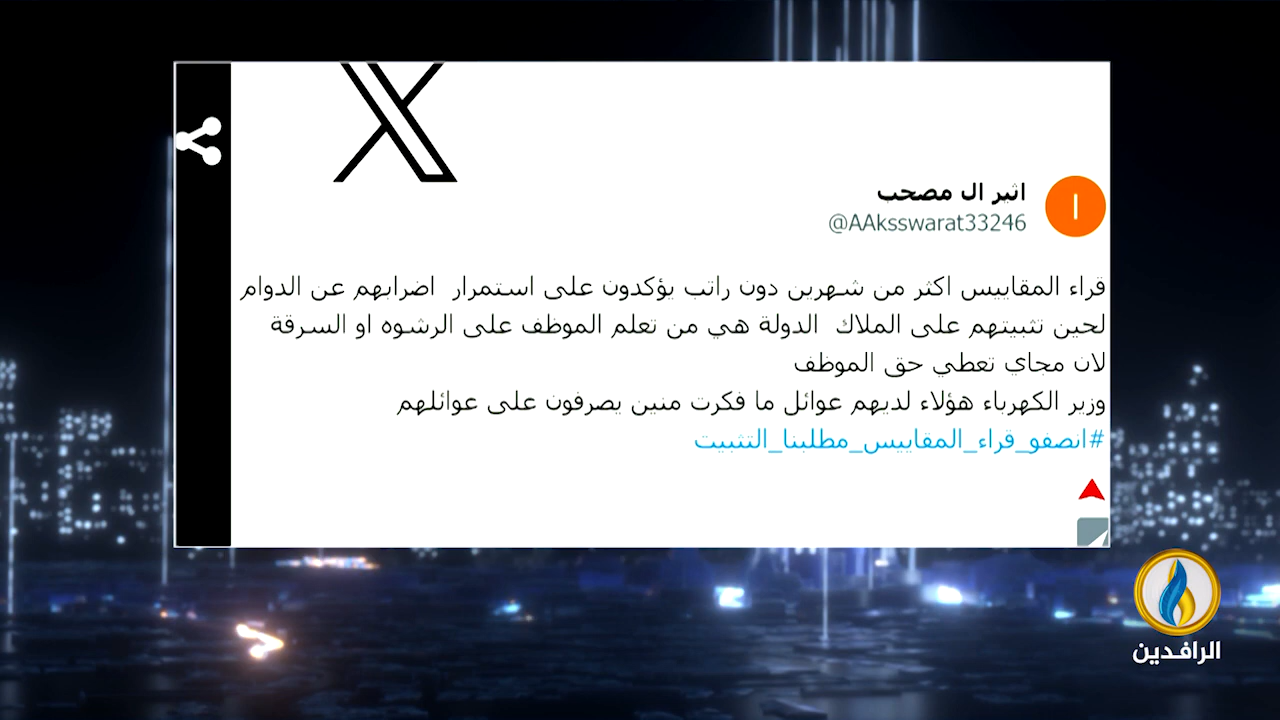 اثير ال مصحب
@AAksswarat33246
قراء المقاييس اكثر من شهرين دون راتب يؤكدون على استمرار اضرابهم عن الدوام
لحين تثبيتهم على الملاك الدولة هي من تعلم الموظف على الرشوه او السرقة
لان مجاي تعطي حق الموظف
وزير الكهرباء هؤلاء لديهم عوائل ما فكرت منين يصرفون على عوائلهم
#انصفو_قراء_المقاييس_مطلبنا_التثبيت
الرافدين